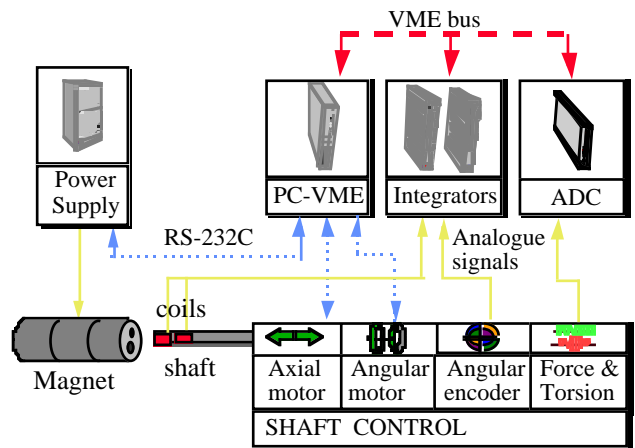 VME bus
Power
Supply
PC-VME
Integrators
ADC
RS-232C
Analogue
signals
coils
shaft
Magnet
Axial
motor
Angular
motor
Angular
encoder
Force &
Torsion
SHAFT CONTROL